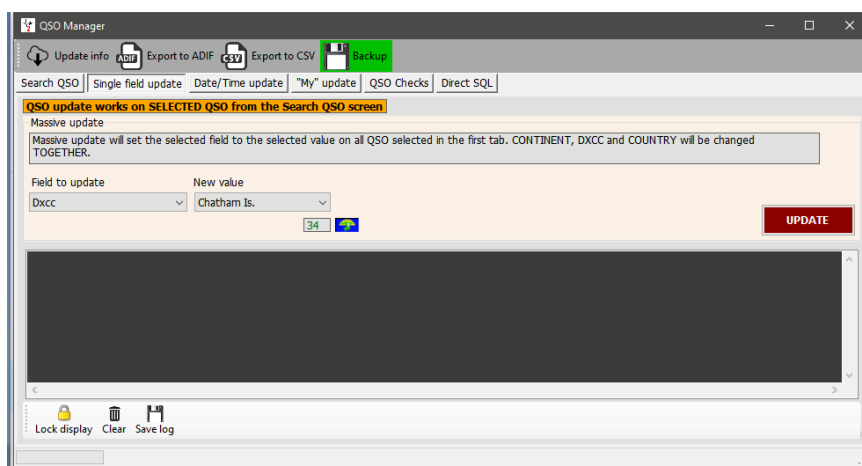 QSO Manager
Update info ADIF Export to ADIF CSV Export to CSV Backup
Search QSO Single field update Date/Time update "My" update QSO Checks Direct SQL
QSO update works on SELECTED QSO from the Search QSO screen
Massive update
Massive update will set the selected field to the selected value on all QSO selected in the first tab. CONTINENT, DXCC and COUNTRY will be changed
TOGETHER.
Field to update New value
Dxcc Chatham Is.
34 UPDATE
Lock display Clear Save log